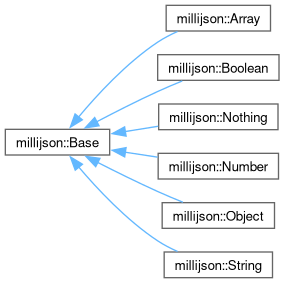 millijson::Array
millijson::Boolean
millijson::Nothing
millijson::Base
millijson::Number
millijson::Object
millijson::String